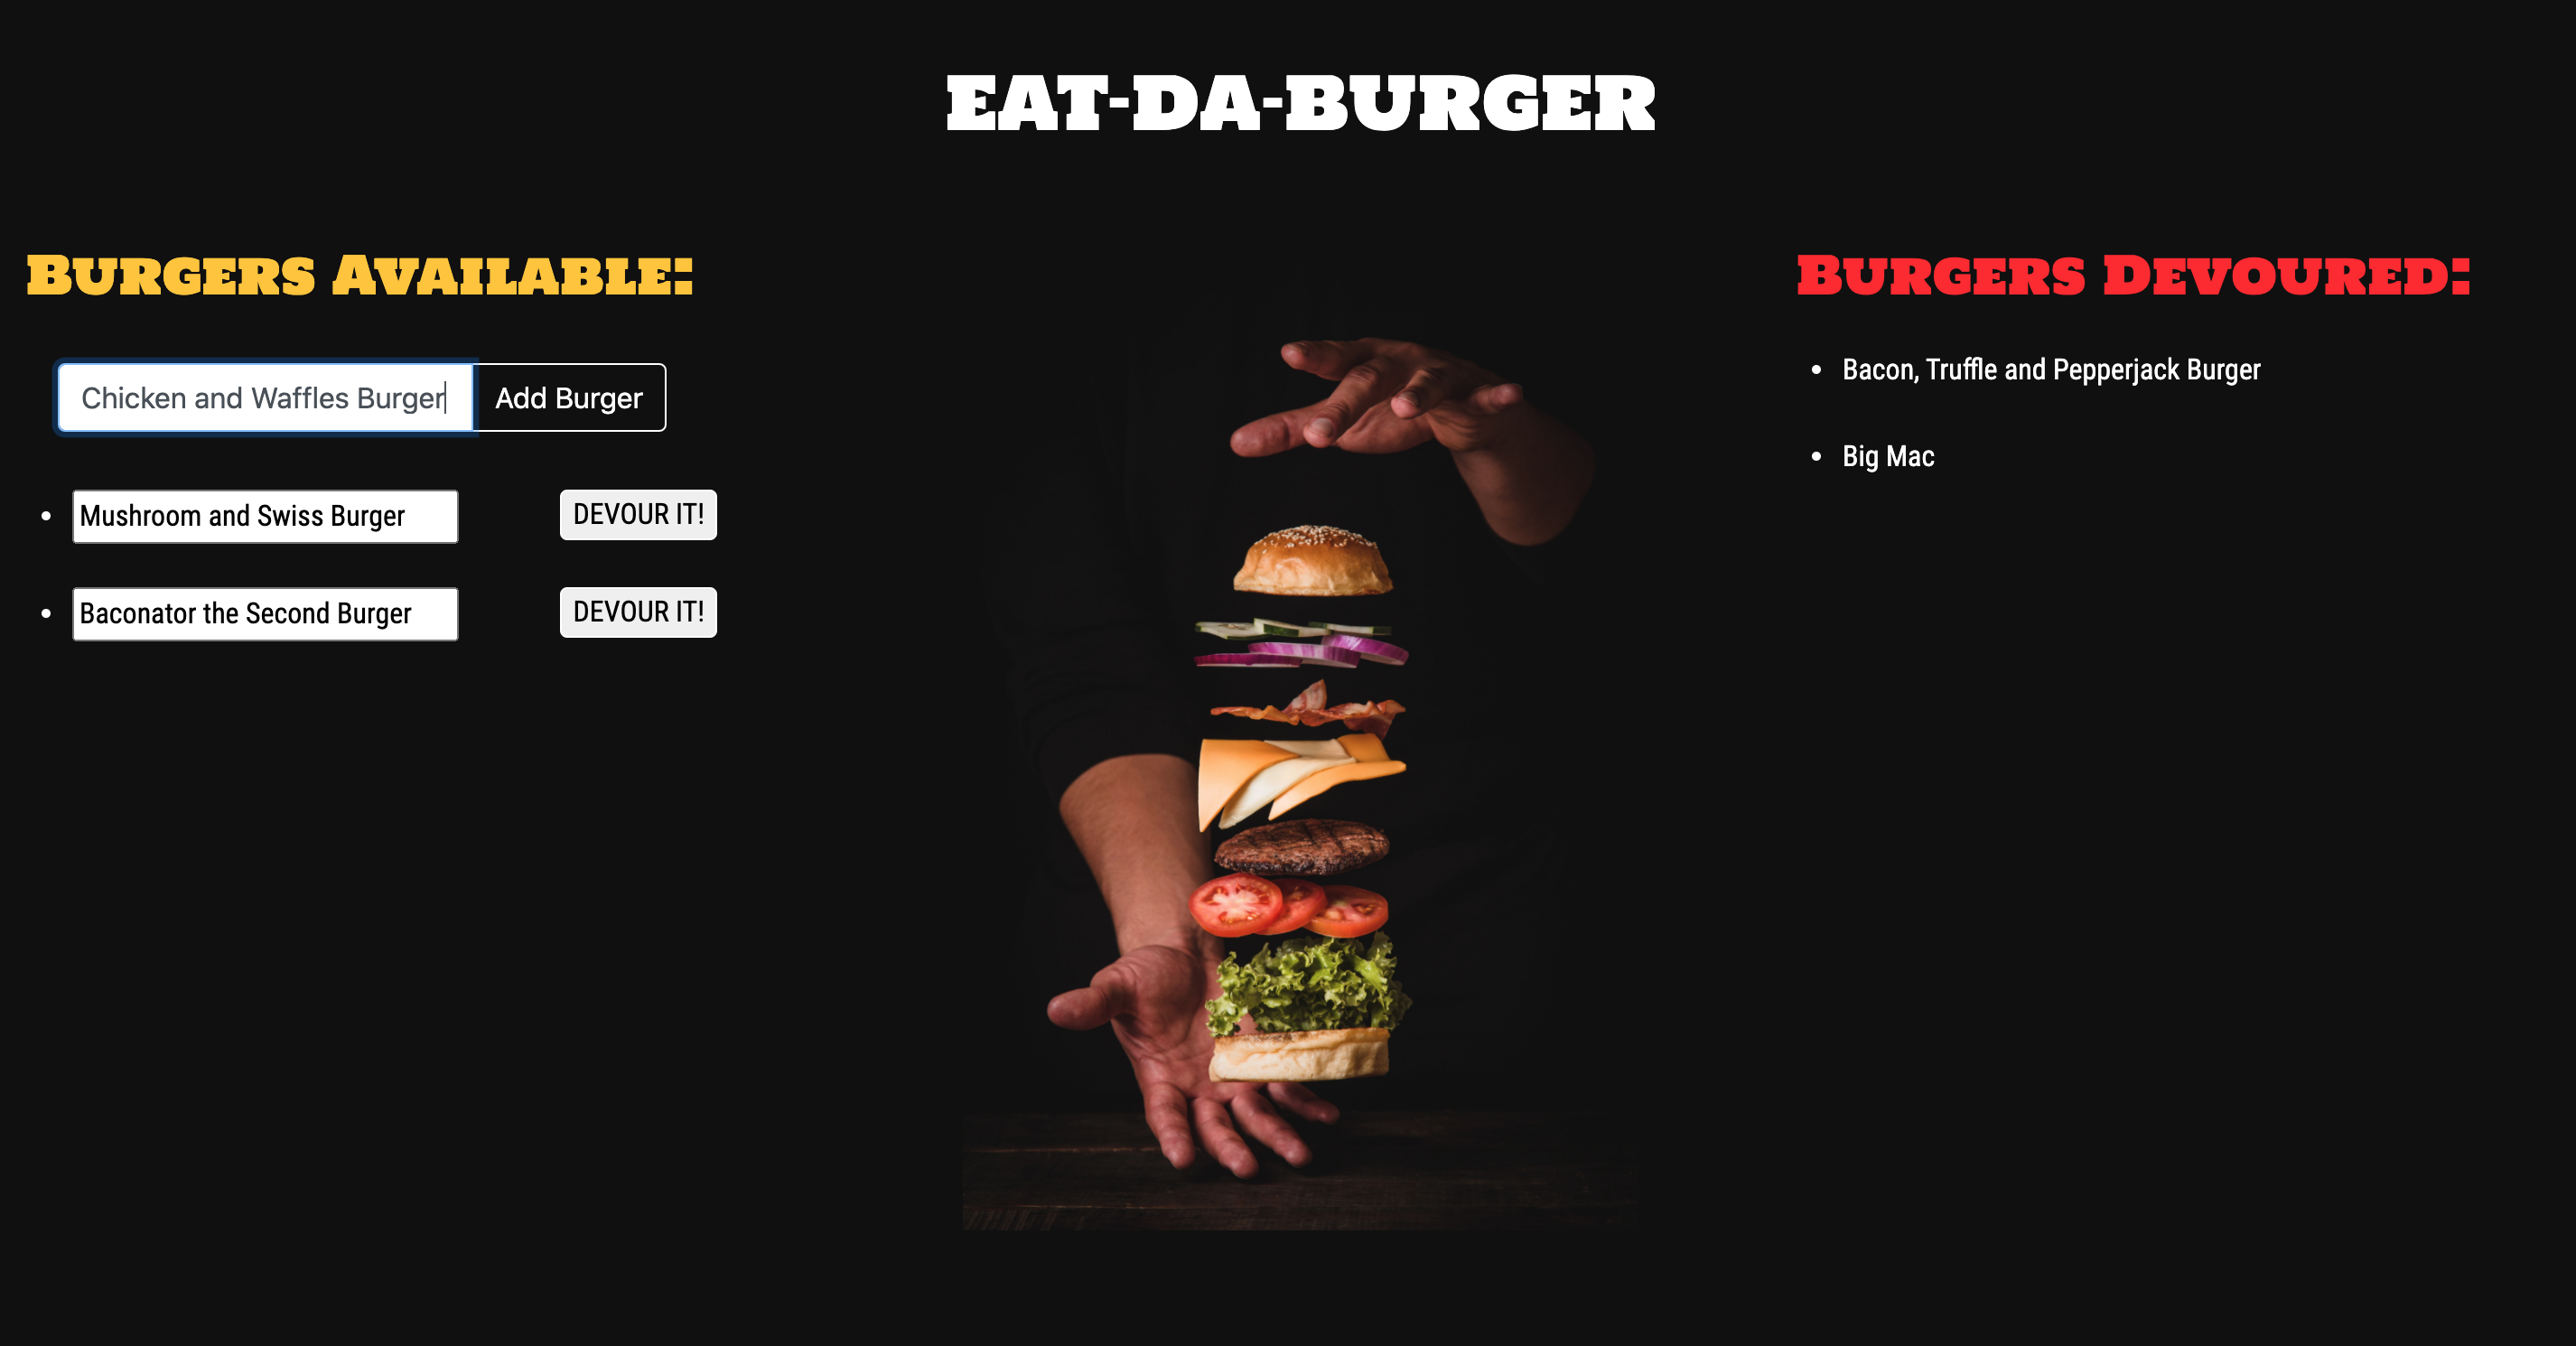 EAT-DA-BURGER
Burgers Available:
Chicken and Waffles Burger
Add Burger
Mushroom and Swiss Burger
DEVOUR IT!
Baconator the Second Burger
DEVOUR IT!
Burgers Devoured:
Bacon, Truffle and Pepperjack Burger
Big Mac